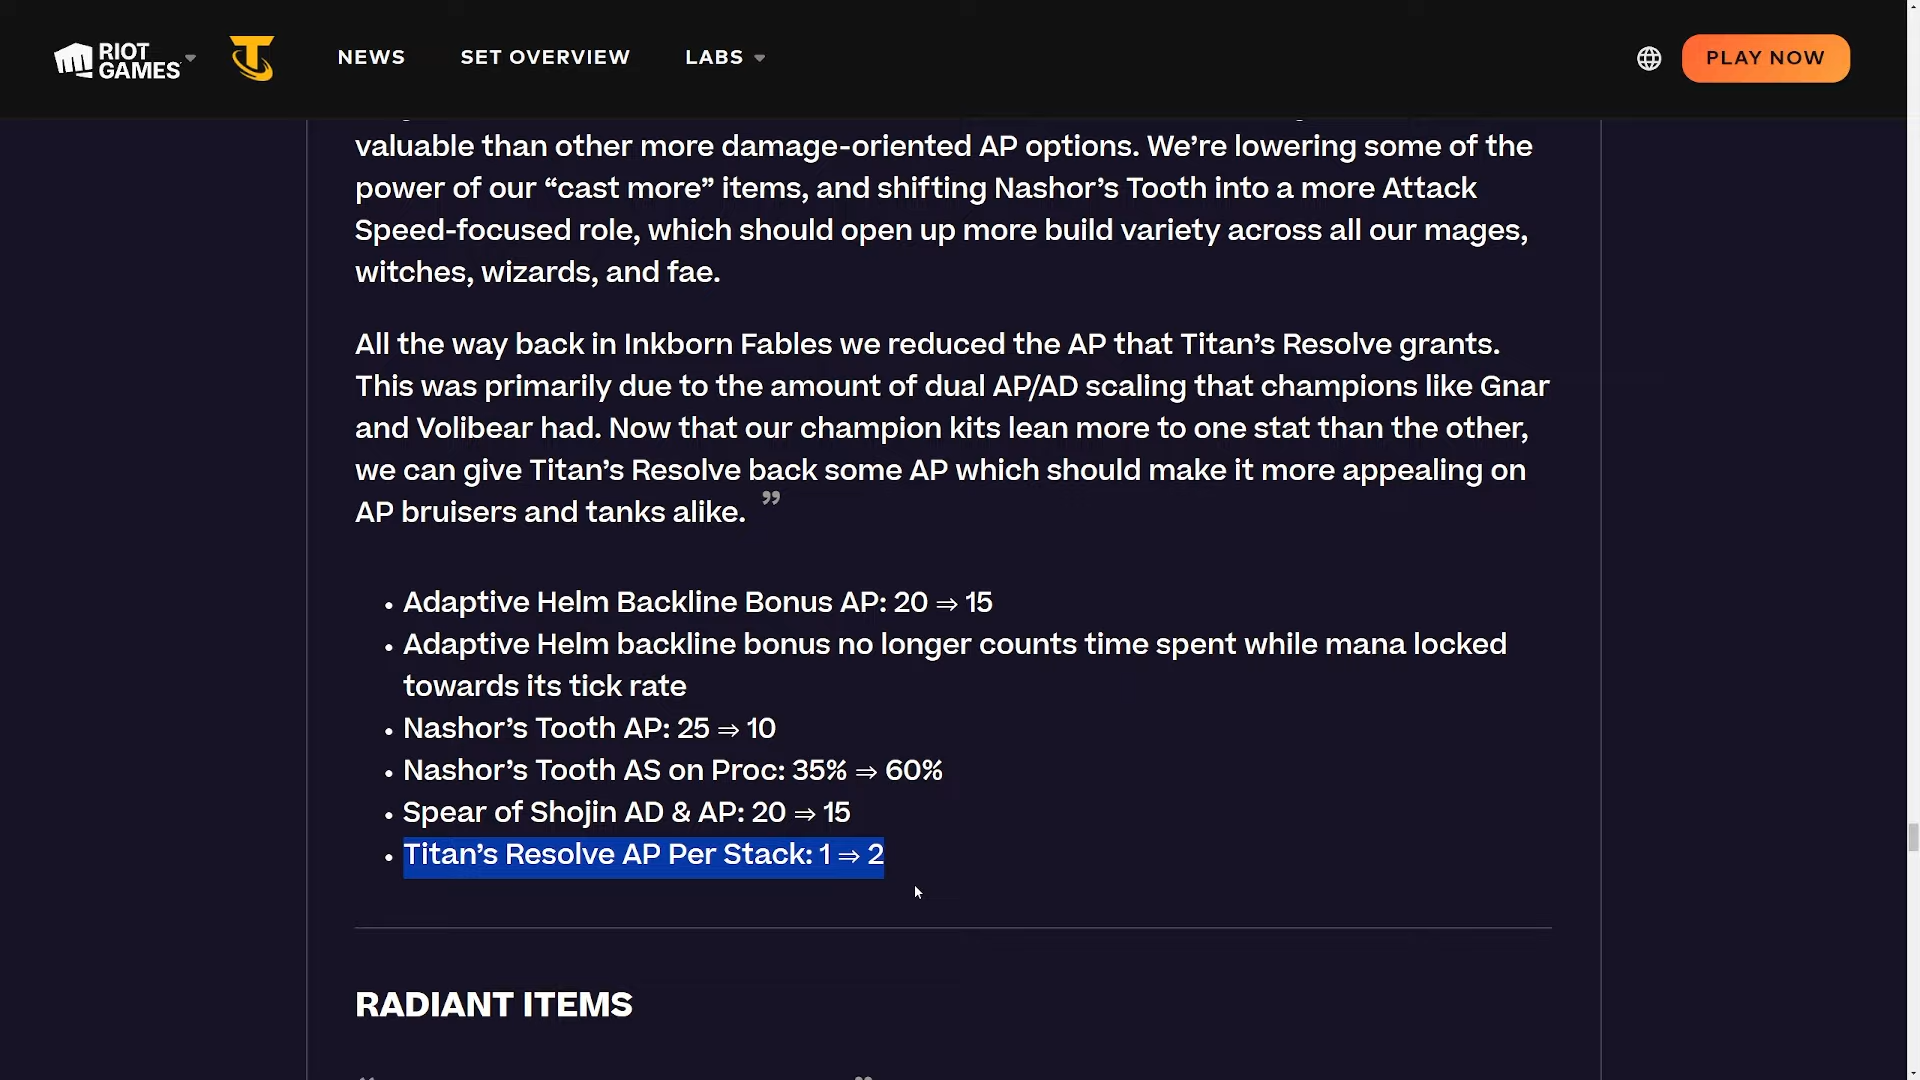 RIOT
GAMES
NEWS
SET OVERVIEW
LABS
PLAY NOW
valuable than other more damage-oriented AP options. We’re lowering some of the
power of our “cast more” items, and shifting Nashor’s Tooth into a more Attack
Speed-focused role, which should open up more build variety across all our mages,
witches, wizards, and fae.
All the way back in Inkborn Fables we reduced the AP that Titan’s Resolve grants.
This was primarily due to the amount of dual AP/AD scaling that champions like Gnar
and Volibear had. Now that our champion kits lean more to one stat than the other,
we can give Titan’s Resolve back some AP which should make it more appealing on
AP bruisers and tanks alike. ”
• Adaptive Helm Backline Bonus AP: 20 ⇒ 15
• Adaptive Helm backline bonus no longer counts time spent while mana locked
towards its tick rate
• Nashor’s Tooth AP: 25 ⇒ 10
• Nashor’s Tooth AS on Proc: 35% ⇒ 60%
• Spear of Shojin AD & AP: 20 ⇒ 15
• Titan’s Resolve AP Per Stack: 1 ⇒ 2
RADIANT ITEMS